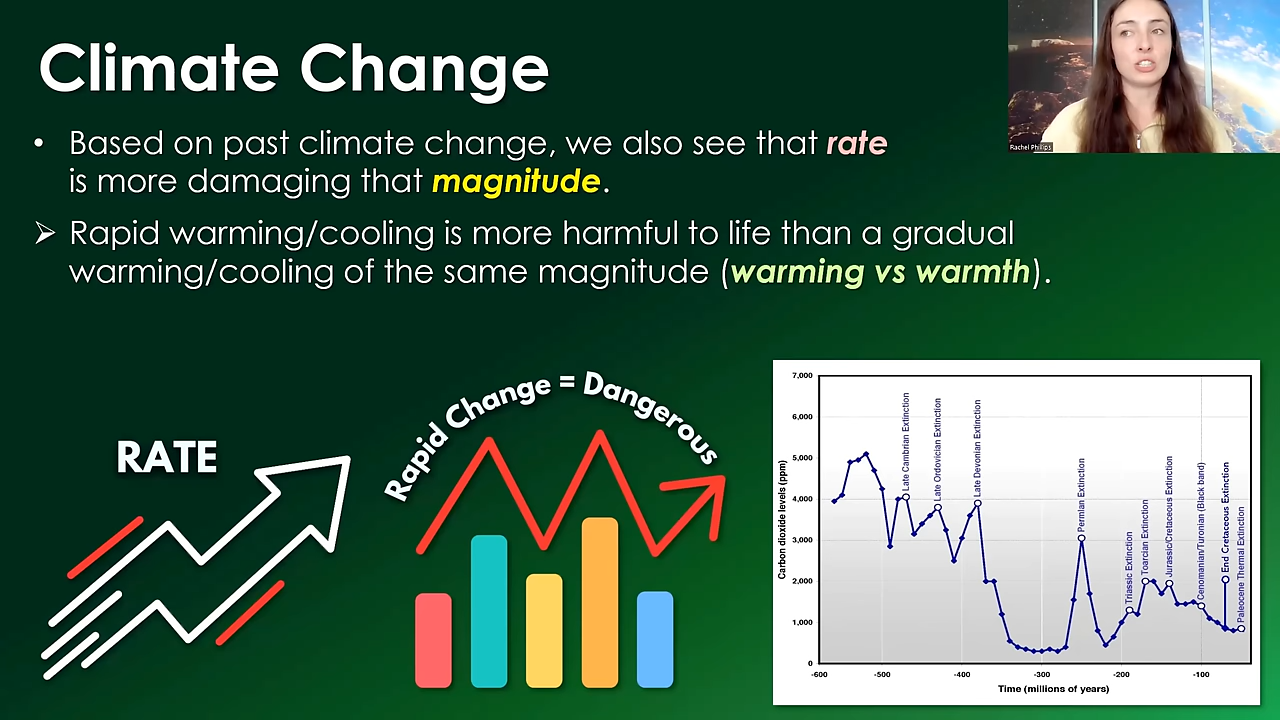 Climate Change
Rachel Phillips
• Based on past climate change, we also see that rate
is more damaging that magnitude.
➢ Rapid warming/cooling is more harmful to life than a gradual
warming/cooling of the same magnitude (warming vs warmth).
RATE
Rapid Change = Dangerous
7,000
6,000
5,000
4,000
3,000
2,000
1,000
0
Carbon dioxide levels (ppm)
Late Cambrian Extinction
Late Ordovician Extinction
Late Devonian Extinction
Permian Extinction
Triassic Extinction
Toarcian Extinction
Jurassic/Cretaceous Extinction
Cenomanian/Turonian (Black band)
End Cretaceous Extinction
Paleocene Thermal Extinction
-600 -500 -400 -300 -200 -100
Time (millions of years)